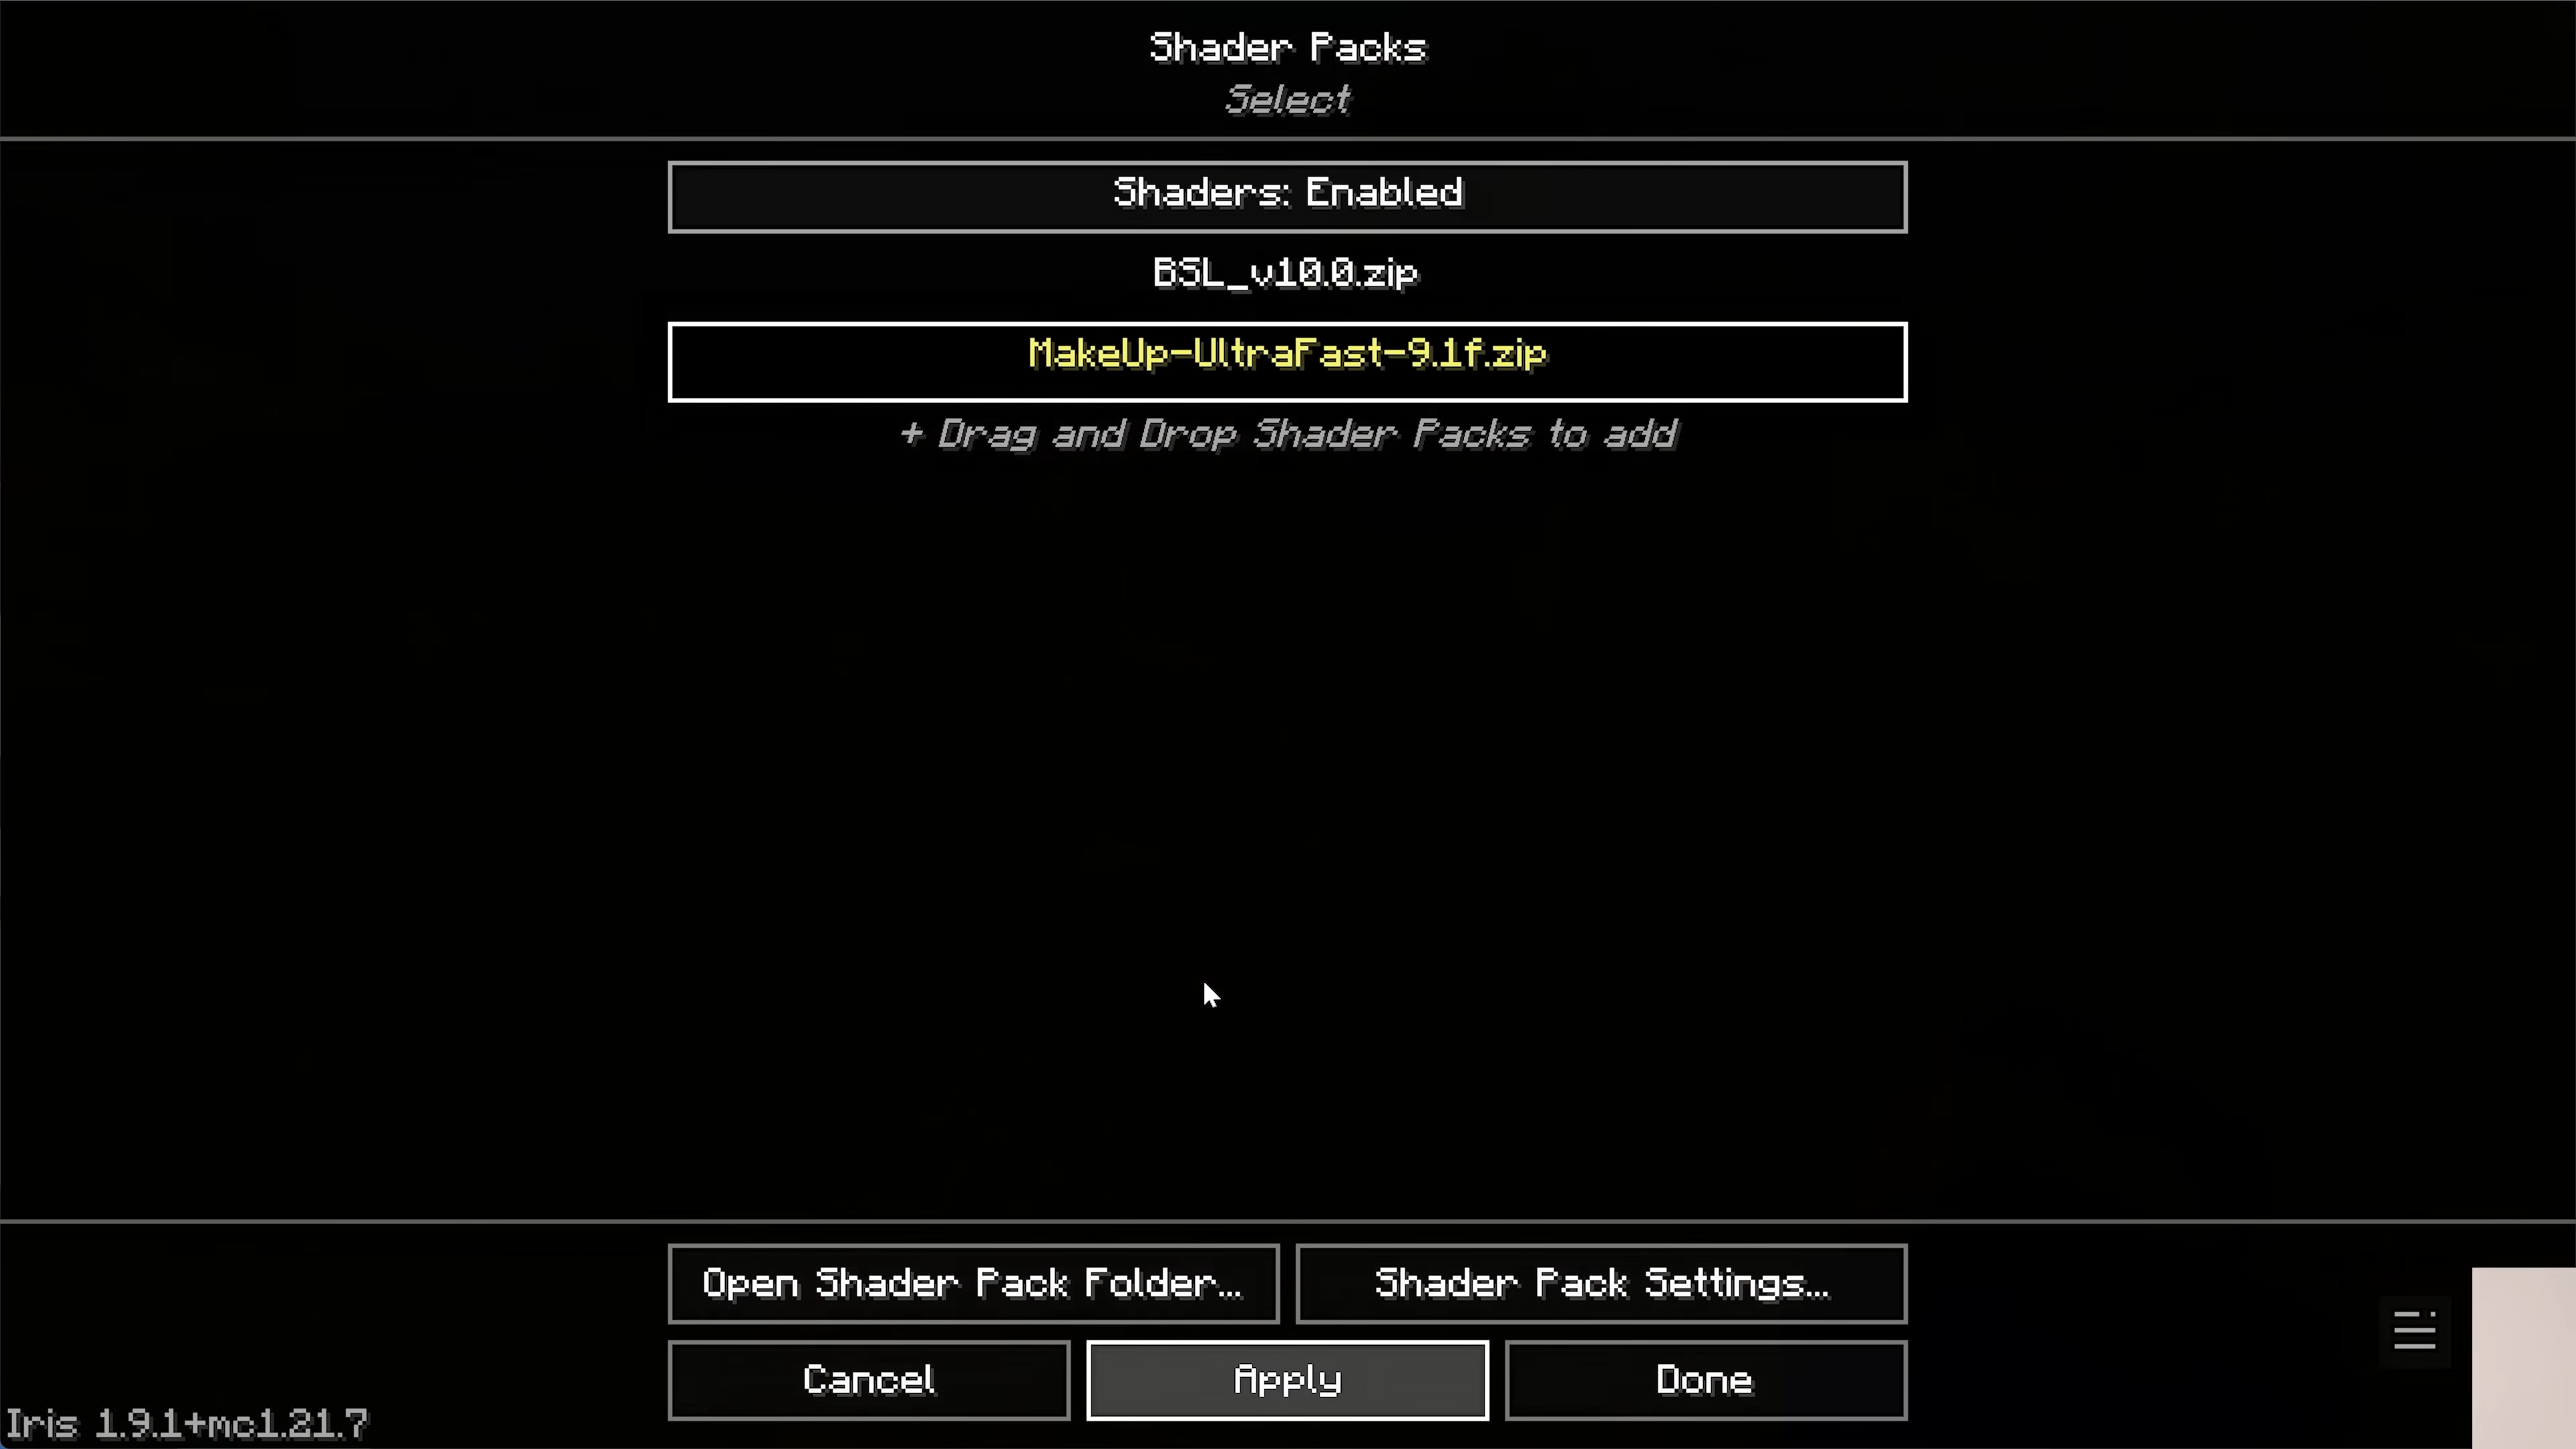 Shader Packs
Select
Shaders: Enabled
BSL_v10.0.zip
MakeUp-UltraFast-9.1f.zip
+ Drag and Drop Shader Packs to add
Open Shader Pack Folder...
Shader Pack Settings...
Cancel
Apply
Done
Iris 1.9.1+mc1.21.7